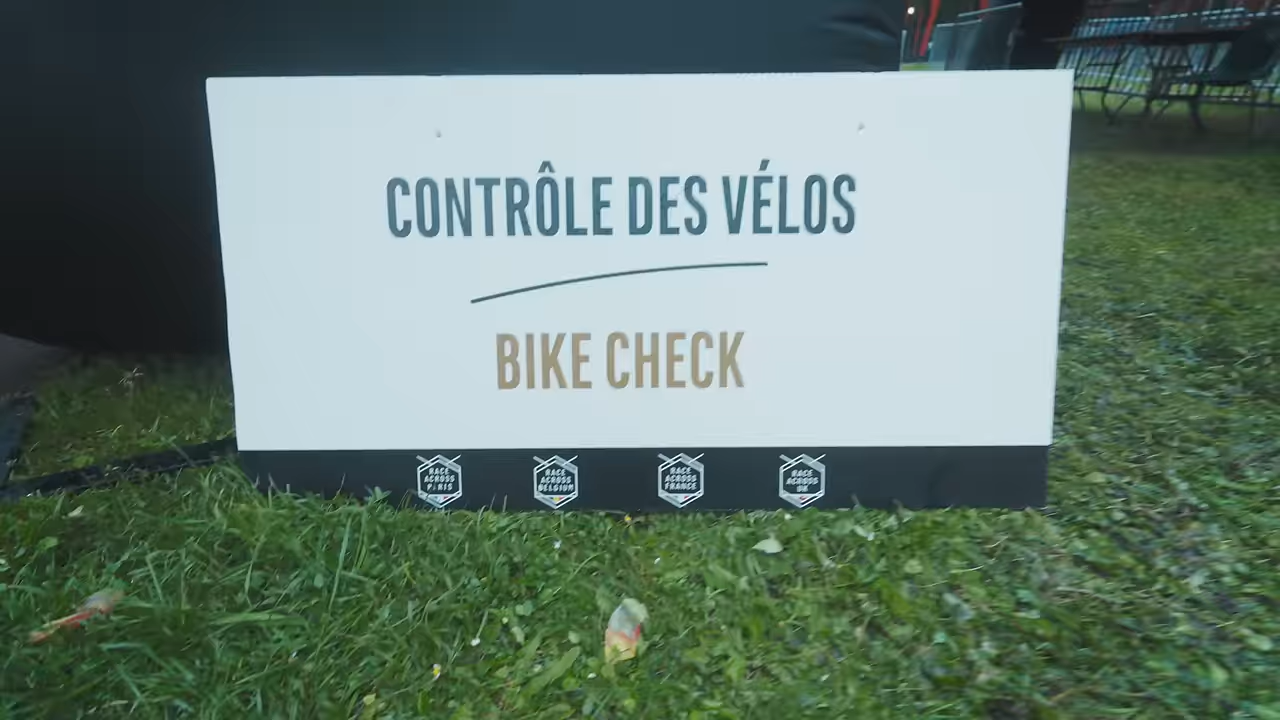 CONTRÔLE DES VÉLOS
BIKE CHECK
RACE
ACROSS
PARIS
RACE
ACROSS
BELGIUM
RACE
ACROSS
FRANCE
RACE
ACROSS
UK